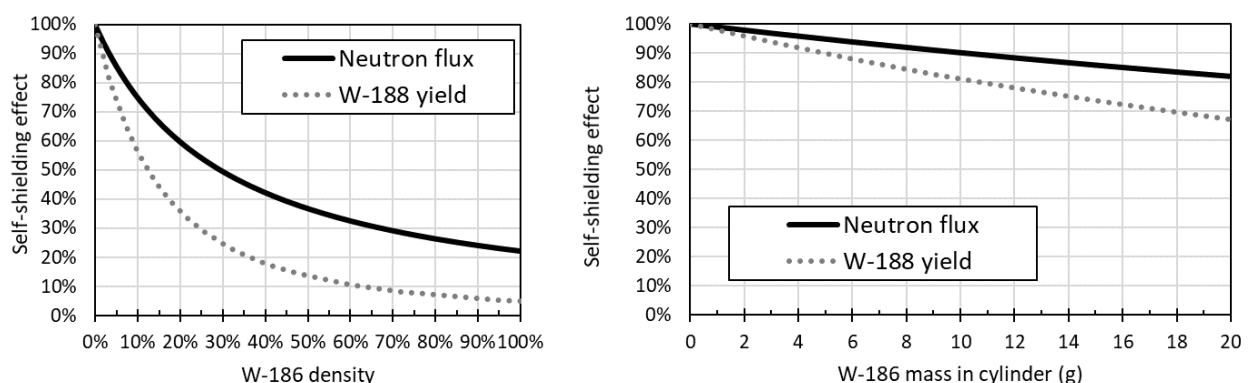 100%
90%
80%
70%
60%
50%
40%
30%
20%
10%
0%
Self-shielding effect
Neutron flux
W-188 yield
0% 10% 20% 30% 40% 50% 60% 70% 80% 90% 100%
W-186 density
100%
90%
80%
70%
60%
50%
40%
30%
20%
10%
0%
Self-shielding effect
Neutron flux
W-188 yield
0 2 4 6 8 10 12 14 16 18 20
W-186 mass in cylinder (g)